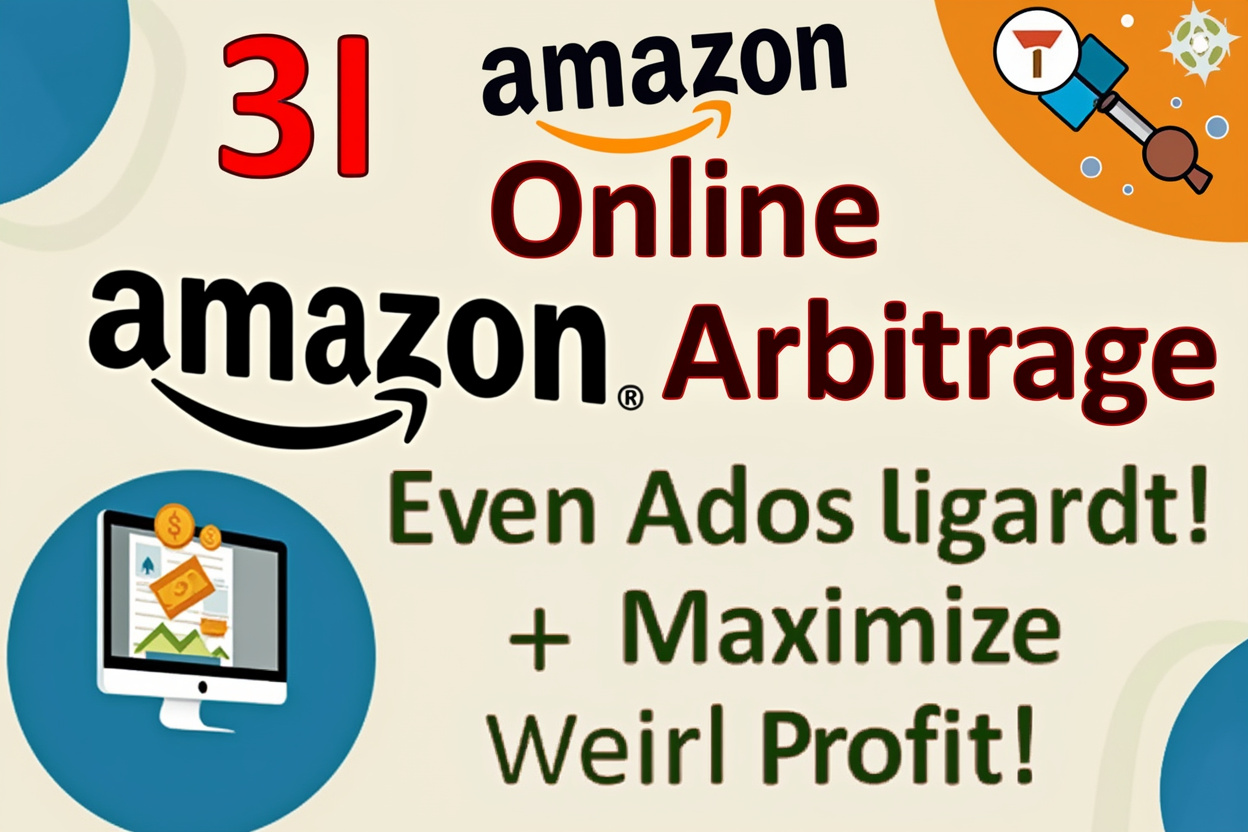 3I amazon
Online
amazon® Arbitrage
Even Ados ligardt!
+ Maximize
Weirl Profit!